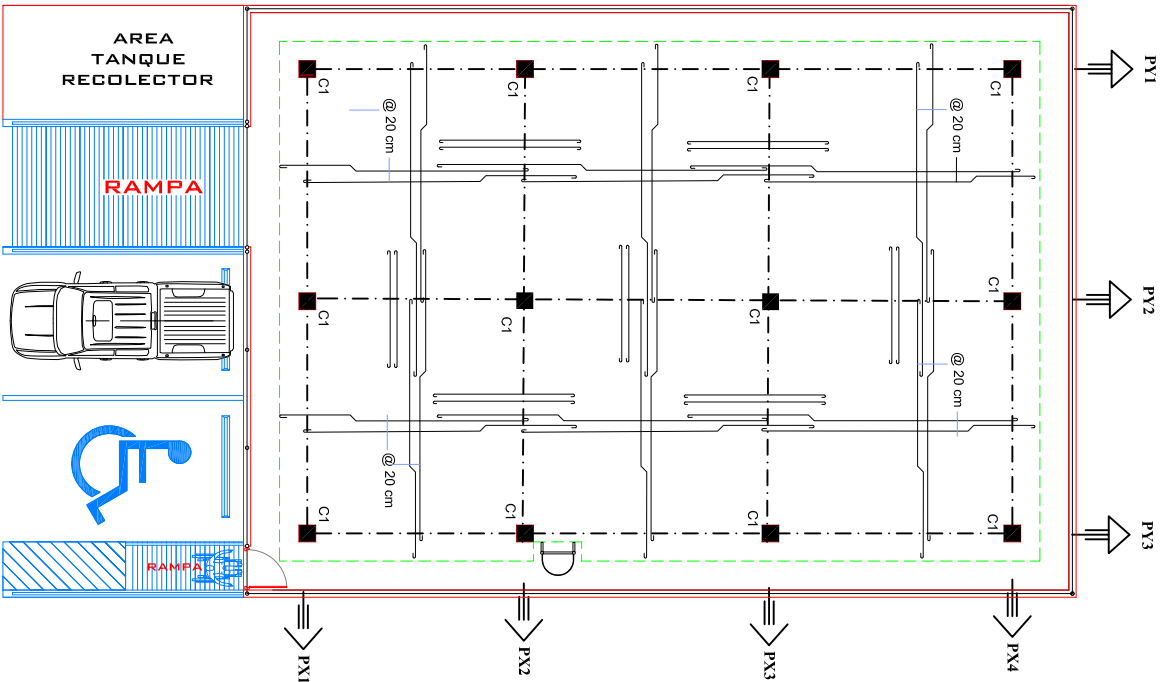 AREA
TANQUE
RECOLECTOR
RAMPA
RAMPA
C1
C1
C1
C1
PY1
@ 20 cm
@ 20 cm
C1
C1
C1
C1
PY2
@ 20 cm
@ 20 cm
C1
C1
C1
C1
PY3
PX1
PX2
PX3
PX4